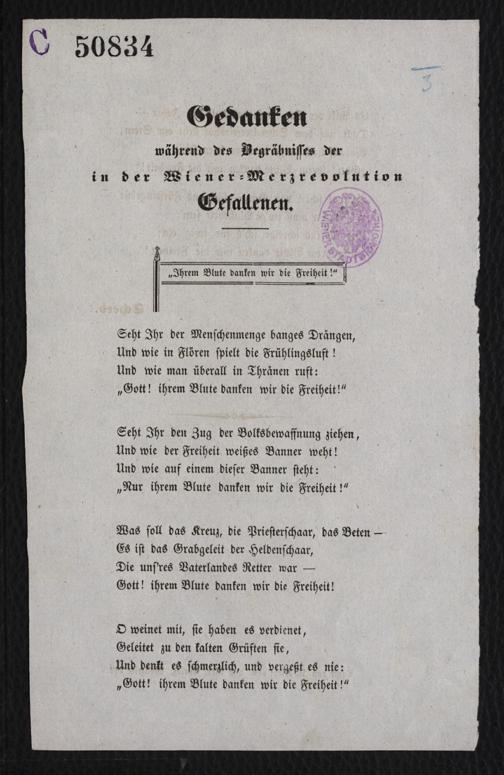 C 50834
3
Gedanken
während des Begräbnisses der
in der Wiener-Merzrevolution
Gefallenen.
„Ihrem Blute danken wir die Freiheit!“
Seht Ihr der Menschenmenge banges Drängen,
Und wie in Flören spielt die Frühlingsluft!
Und wie man überall in Thränen ruft:
„Gott! ihrem Blute danken wir die Freiheit!“
Seht Ihr den Zug der Volksbewaffnung ziehen,
Und wie der Freiheit weißes Banner weht!
Und wie auf einem dieser Banner steht:
„Nur ihrem Blute danken wir die Freiheit!“
Was soll das Kreuz, die Priesterschaar, das Beten —
Es ist das Grabgeleit der Heldenschaar,
Die uns'res Vaterlandes Retter war —
Gott! ihrem Blute danken wir die Freiheit!
O weinet mit, sie haben es verdienet,
Geleitet zu den kalten Grüften sie,
Und denkt es schmerzlich, und vergeßt es nie:
„Gott! ihrem Blute danken wir die Freiheit!“